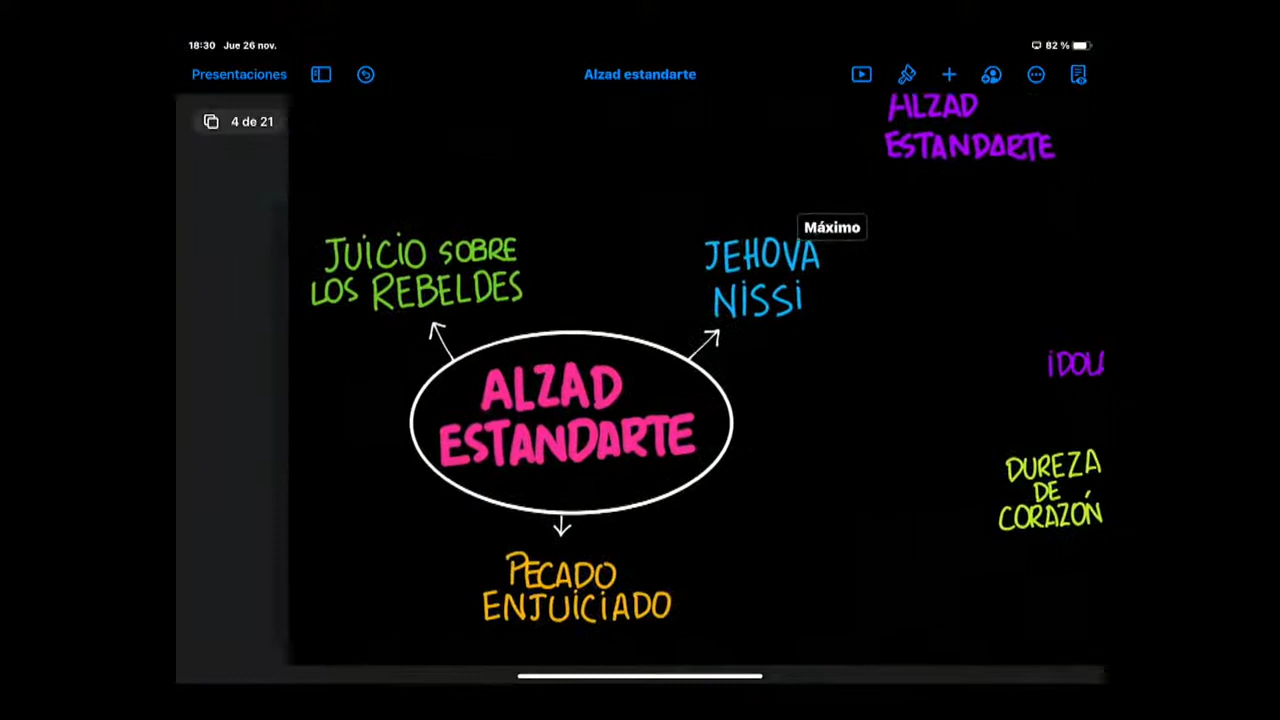 18:30 Jue 26 nov.
82 %
Presentaciones
Alzad estandarte
4 de 21
ALZAD
ESTANDARTE
Máximo
JUiCiO SOBRE
LOS REBELDES
JEHOVA
NiSSi
ALZAD
ESTANDARTE
iDOL
DUREZA
DE
CORAZÓN
PECADO
ENJUiCiADO